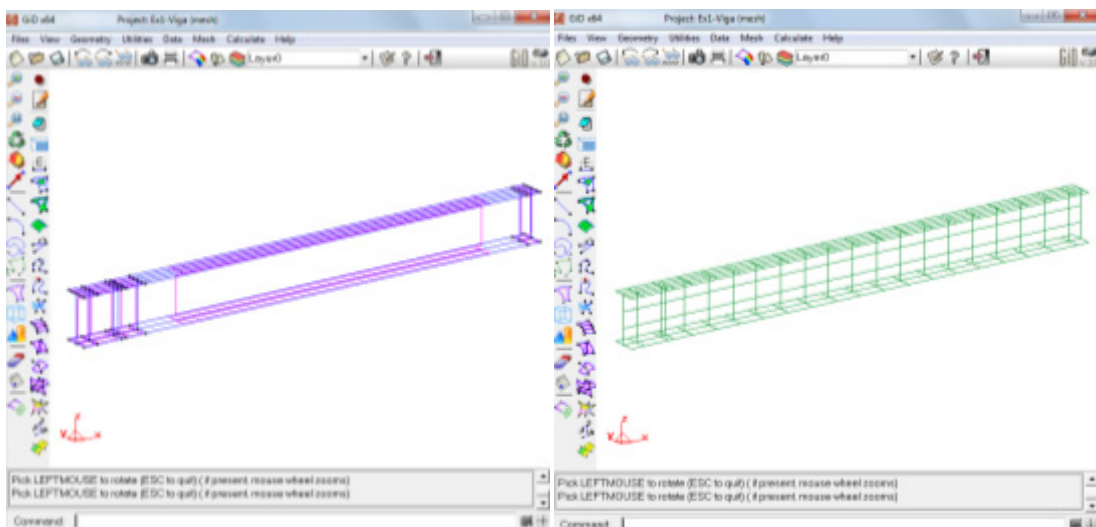 GiD x64 Project: Ex1-Viga (mesh)
Files View Geometry Utilities Data Mesh Calculate Help
Layer0
Pick LEFTMOUSE to rotate (ESC to quit) ( if present, mouse wheel zooms)
Pick LEFTMOUSE to rotate (ESC to quit) ( if present, mouse wheel zooms)
Command:
GiD x64 Project: Ex1-Viga (mesh)
Files View Geometry Utilities Data Mesh Calculate Help
Layer0
Pick LEFTMOUSE to rotate (ESC to quit) ( if present, mouse wheel zooms)
Pick LEFTMOUSE to rotate (ESC to quit) ( if present, mouse wheel zooms)
Command: